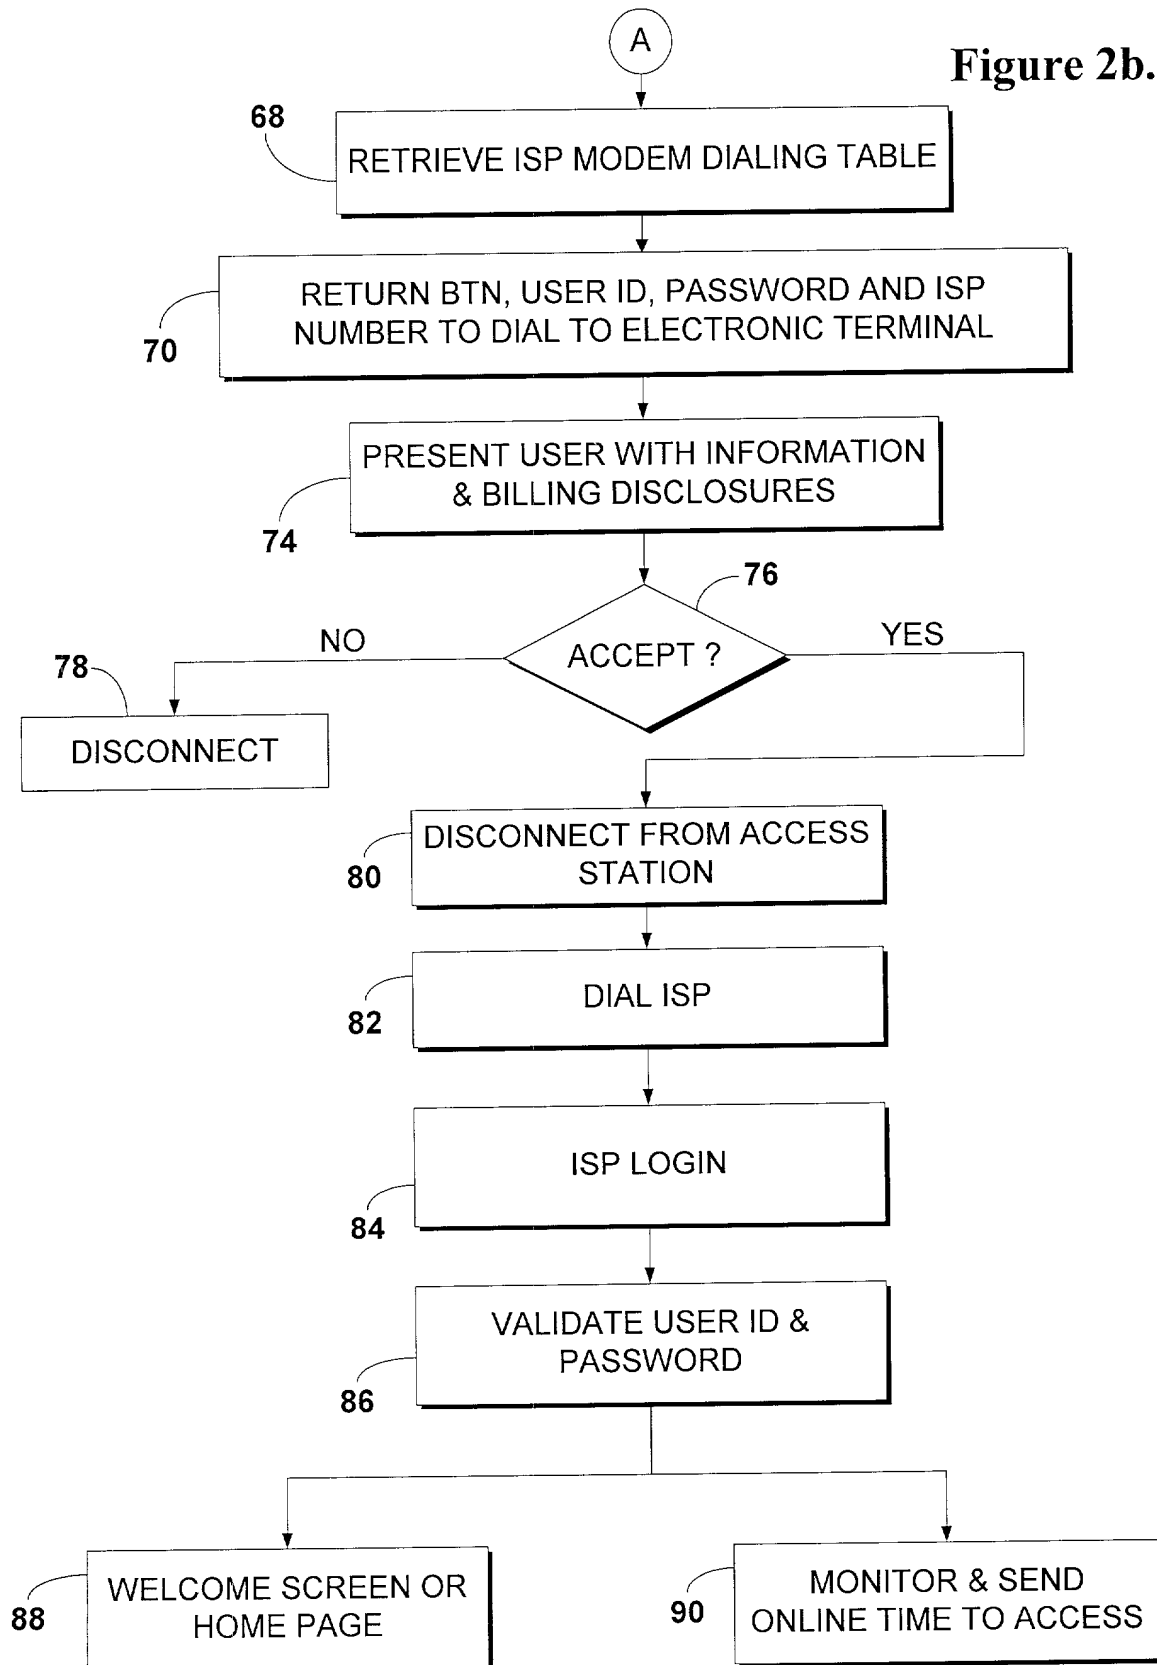 A
Figure 2b.
68
RETRIEVE ISP MODEM DIALING TABLE
RETURN BTN, USER ID, PASSWORD AND ISP
NUMBER TO DIAL TO ELECTRONIC TERMINAL
70
PRESENT USER WITH INFORMATION
& BILLING DISCLOSURES
74
76
NO
YES
ACCEPT ?
78
DISCONNECT
DISCONNECT FROM ACCESS
STATION
80
DIAL ISP
82
ISP LOGIN
84
VALIDATE USER ID &
PASSWORD
86
WELCOME SCREEN OR
HOME PAGE
88
MONITOR & SEND
ONLINE TIME TO ACCESS
90